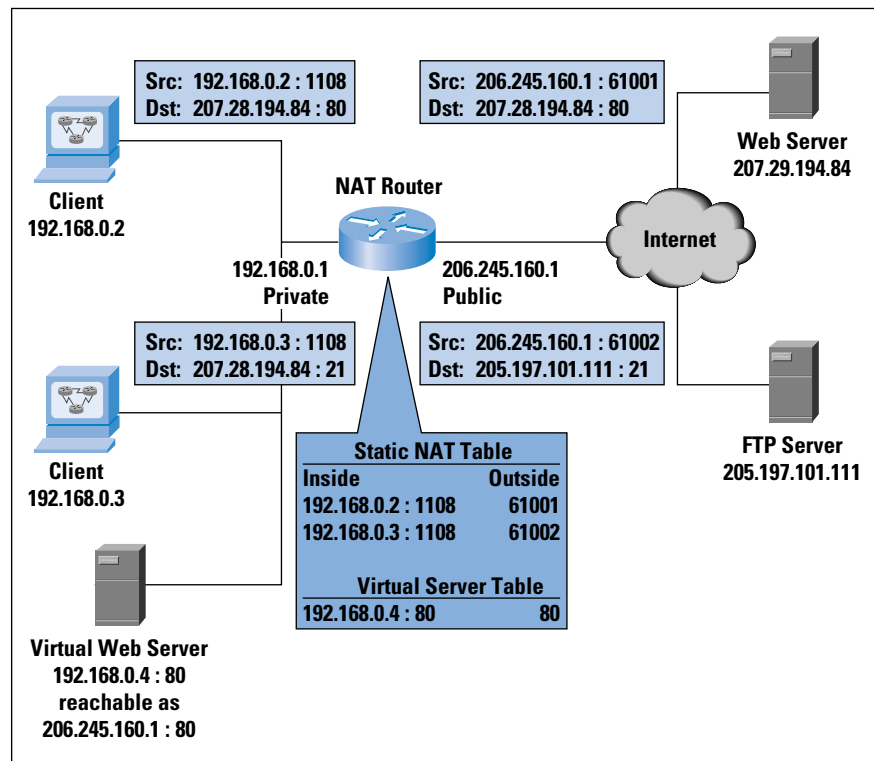 Src: 192.168.0.2 : 1108
Dst: 207.28.194.84 : 80
Src: 206.245.160.1 : 61001
Dst: 207.28.194.84 : 80
Client
192.168.0.2
NAT Router
Web Server
207.29.194.84
Internet
192.168.0.1
Private
206.245.160.1
Public
Src: 192.168.0.3 : 1108
Dst: 207.28.194.84 : 21
Src: 206.245.160.1 : 61002
Dst: 205.197.101.111 : 21
Client
192.168.0.3
FTP Server
205.197.101.111
Static NAT Table
Inside Outside
192.168.0.2 : 1108 61001
192.168.0.3 : 1108 61002
Virtual Server Table
192.168.0.4 : 80 80
Virtual Web Server
192.168.0.4 : 80
reachable as
206.245.160.1 : 80